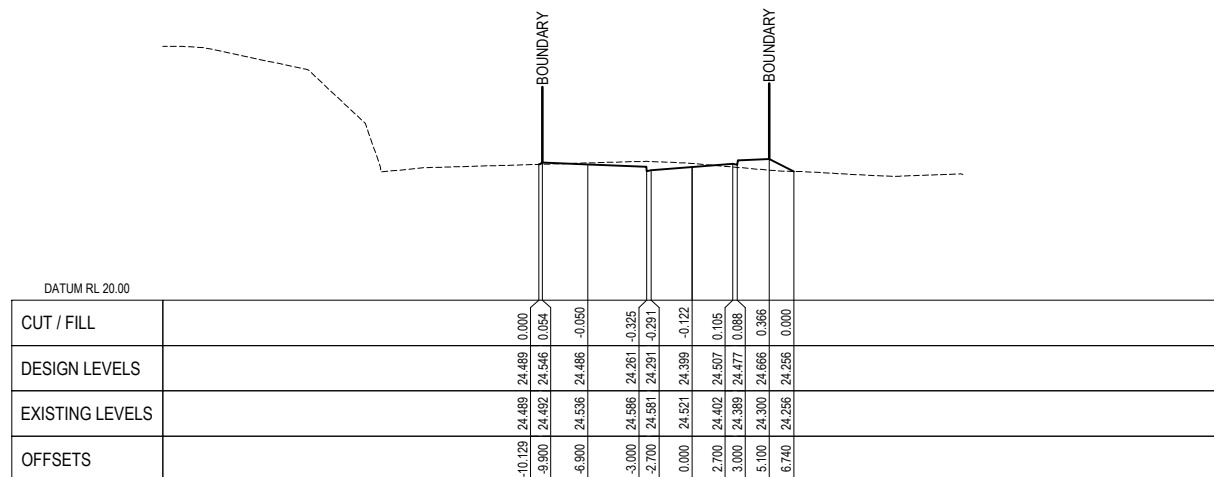 BOUNDARY
BOUNDARY
DATUM RL 20.00
CUT / FILL 0.000 0.054 -0.050 -0.325 -0.291 -0.122 0.105 0.088 0.366 0.000
DESIGN LEVELS 24.489 24.546 24.486 24.261 24.291 24.399 24.507 24.477 24.666 24.256
EXISTING LEVELS 24.489 24.492 24.536 24.586 24.581 24.521 24.402 24.389 24.300 24.256
OFFSETS -10.129 -9.900 -6.900 -3.000 -2.700 0.000 2.700 3.000 5.100 6.740